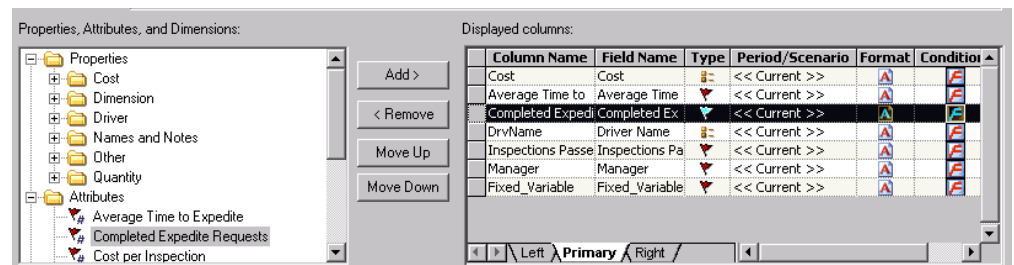 Properties, Attributes, and Dimensions:
Properties
Cost
Dimension
Driver
Names and Notes
Other
Quantity
Attributes
Average Time to Expedite
Completed Expedite Requests
Cost per Inspection
Add >
< Remove
Move Up
Move Down
Displayed columns:
Column Name Field Name Type Period/Scenario Format Condition
Cost Cost << Current >>
Average Time to Average Time << Current >>
Completed Expedi Completed Ex << Current >>
DrvName Driver Name << Current >>
Inspections Passe Inspections Pa << Current >>
Manager Manager << Current >>
Fixed_Variable Fixed_Variable << Current >>
Left Primary Right